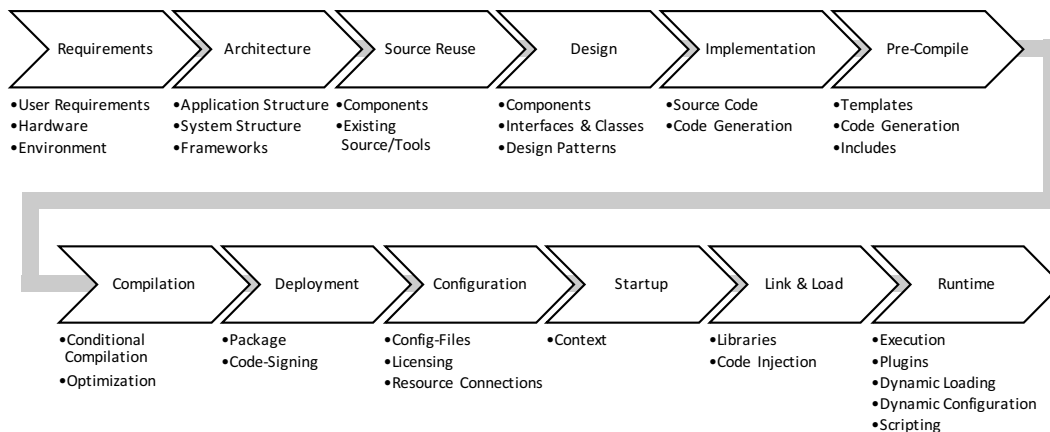 Requirements
•User Requirements
•Hardware
•Environment
Architecture
•Application Structure
•System Structure
•Frameworks
Source Reuse
•Components
•Existing
Source/Tools
Design
•Components
•Interfaces & Classes
•Design Patterns
Implementation
•Source Code
•Code Generation
Pre-Compile
•Templates
•Code Generation
•Includes
Compilation
•Conditional
Compilation
•Optimization
Deployment
•Package
•Code-Signing
Configuration
•Config-Files
•Licensing
•Resource Connections
Startup
•Context
Link & Load
•Libraries
•Code Injection
Runtime
•Execution
•Plugins
•Dynamic Loading
•Dynamic Configuration
•Scripting